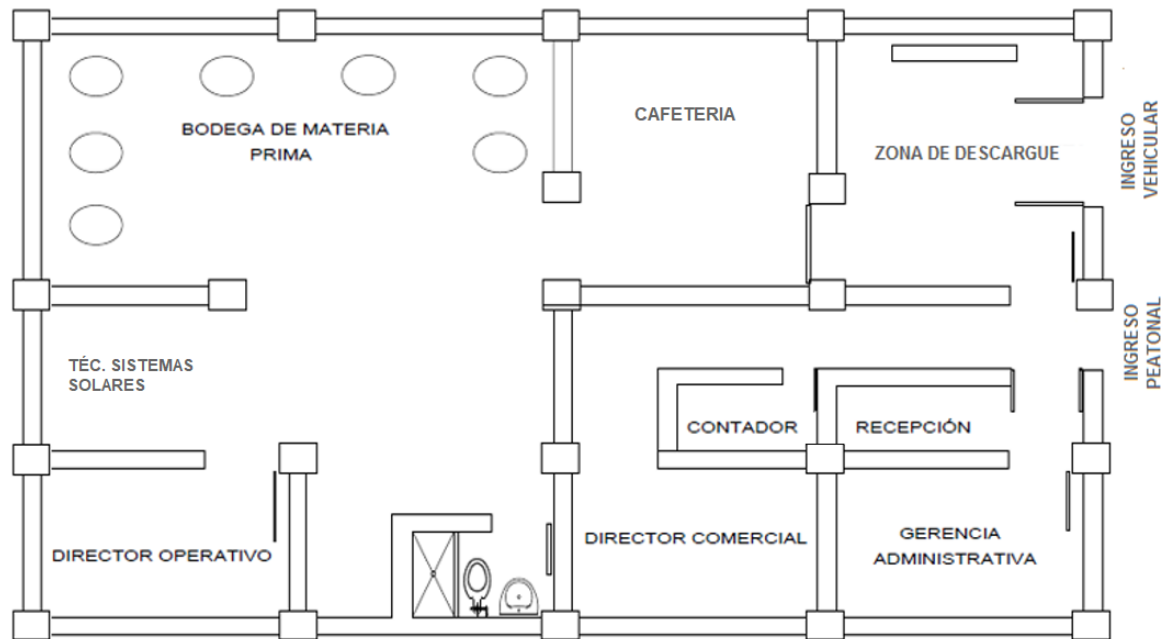 BODEGA DE MATERIA
PRIMA
CAFETERIA
ZONA DE DESCARGUE
INGRESO
VEHICULAR
TÉC. SISTEMAS
SOLARES
INGRESO
PEATONAL
CONTADOR
RECEPCIÓN
DIRECTOR OPERATIVO
DIRECTOR COMERCIAL
GERENCIA
ADMINISTRATIVA